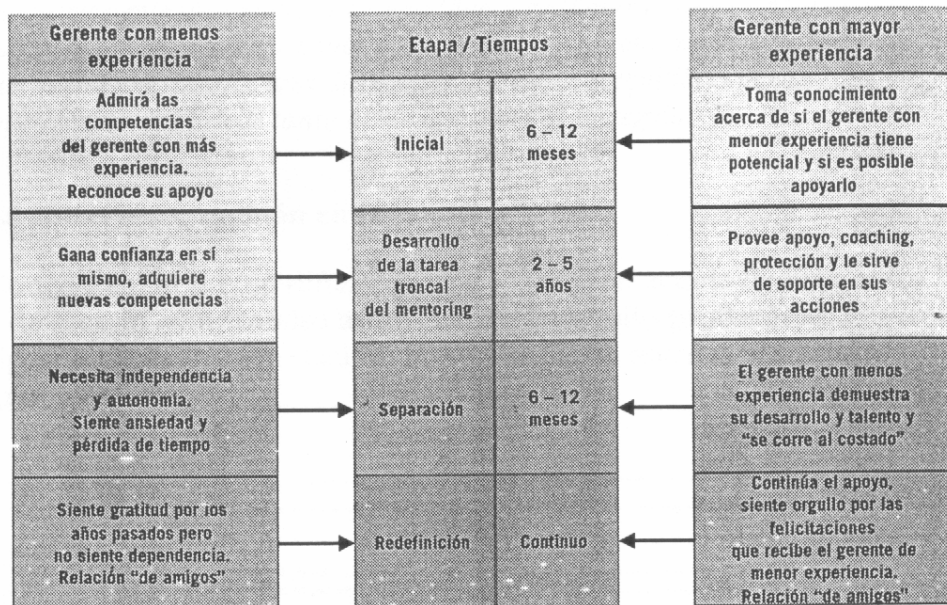 Gerente con menos
experiencia
Etapa / Tiempos
Gerente con mayor
experiencia
Admirá las
competencias
del gerente con más
experiencia.
Reconoce su apoyo
Inicial
6 – 12
meses
Toma conocimiento
acerca de si el gerente con
menor experiencia tiene
potencial y si es posible
apoyarlo
Gana confianza en sí
mismo, adquiere
nuevas competencias
Desarrollo
de la tarea
troncal
del mentoring
2 – 5
años
Provee apoyo, coaching,
protección y le sirve
de soporte en sus
acciones
Necesita independencia
y autonomia.
Siente ansiedad y
pérdida de tiempo
Separación
6 – 12
meses
El gerente con menos
experiencia demuestra
su desarrollo y talento y
“se corre al costado”
Siente gratitud por los
años pasados pero
no siente dependencia.
Relación “de amigos”
Redefinición
Continuo
Continúa el apoyo,
siente orgullo por las
felicitaciones
que recibe el gerente de
menor experiencia.
Relación “de amigos”